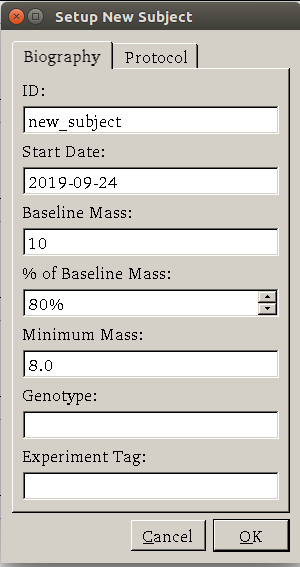 Setup New Subject
Biography Protocol
ID:
new_subject
Start Date:
2019-09-24
Baseline Mass:
10
% of Baseline Mass:
80%
Minimum Mass:
8.0
Genotype:
Experiment Tag:
Cancel OK